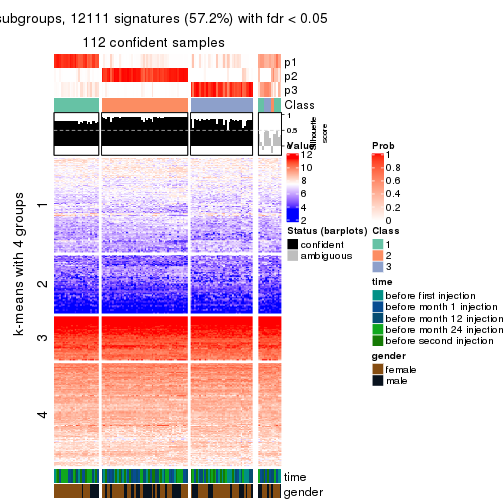 subgroups, 12111 signatures (57.2%) with fdr < 0.05
112 confident samples
p1
p2
p3
Class
1
0.5
0
Silhouette
score
k-means with 4 groups
1
2
3
4
time
gender
Value
12
10
8
6
4
2
Prob
1
0.8
0.6
0.4
0.2
0
Status (barplots)
confident
ambiguous
Class
1
2
3
time
before first injection
before month 1 injection
before month 12 injection
before month 24 injection
before second injection
gender
female
male